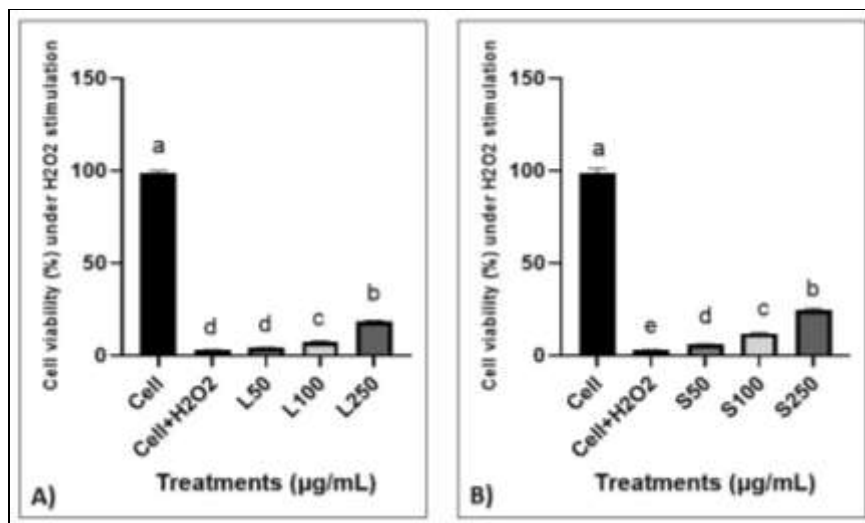 Cell viability (%) under H2O2 stimulation
150
100
50
0
a
d
d
c
b
Cell
Cell+H2O2
L50
L100
L250
Treatments (µg/mL)
A)
Cell viability (%) under H2O2 stimulation
150
100
50
0
a
e
d
c
b
Cell
Cell+H2O2
S50
S100
S250
Treatments (µg/mL)
B)